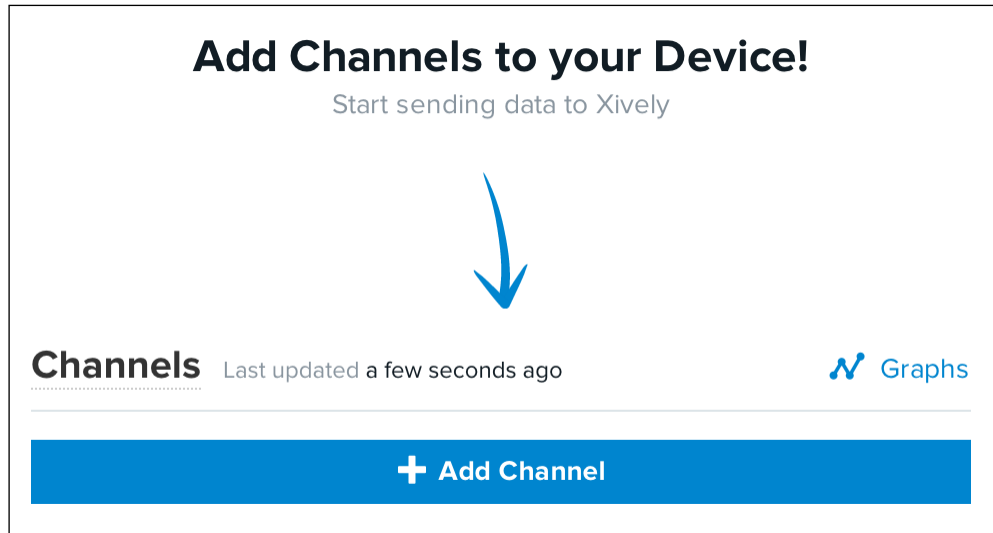 Add Channels to your Device!
Start sending data to Xively
Channels Last updated a few seconds ago Graphs
Add Channel